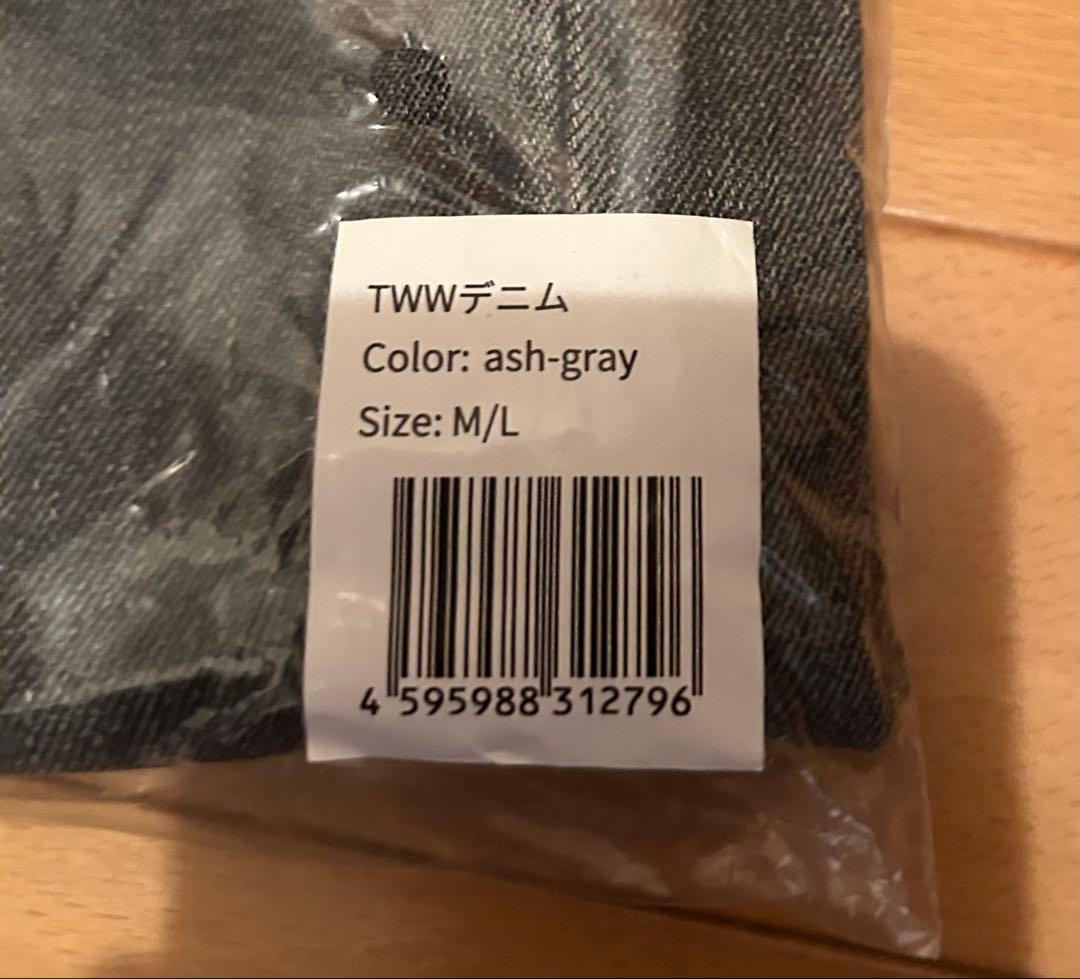 TWWデニム
Color: ash-gray
Size: M/L
4 595988 312796